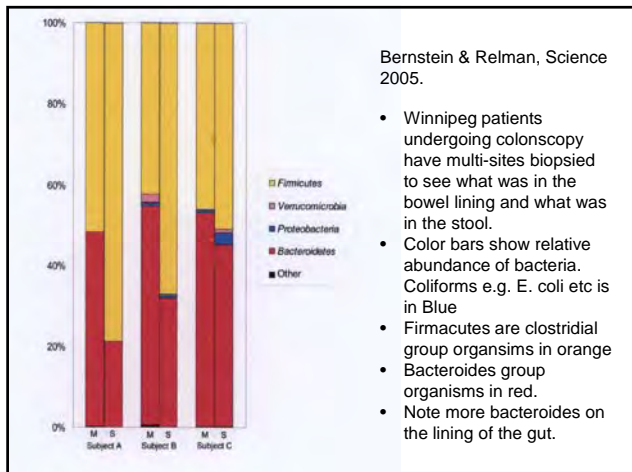 100%
80%
60%
40%
20%
0%
M S
Subject A
M S
Subject B
M S
Subject C
Firmicutes
Verrucomicrobia
Proteobacteria
Bacteroidetes
Other
Bernstein & Relman, Science
2005.
• Winnipeg patients
undergoing colonscopy
have multi-sites biopsied
to see what was in the
bowel lining and what was
in the stool.
• Color bars show relative
abundance of bacteria.
Coliforms e.g. E. coli etc is
in Blue
• Firmacutes are clostridial
group organsims in orange
• Bacteroides group
organisms in red.
• Note more bacteroides on
the lining of the gut.